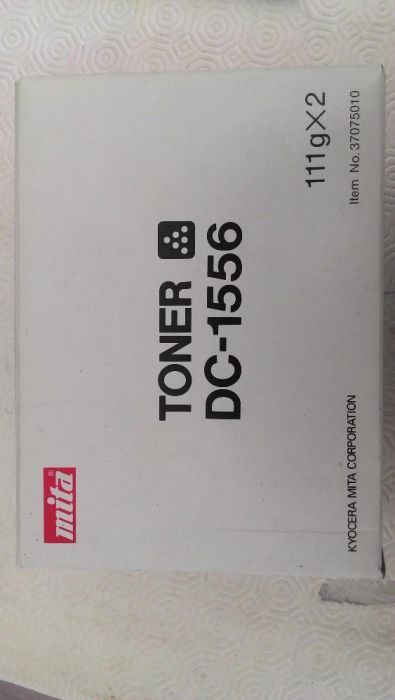 mita®
TONER
DC-1556
111g×2
KYOCERA MITA CORPORATION
Item No. 37075010